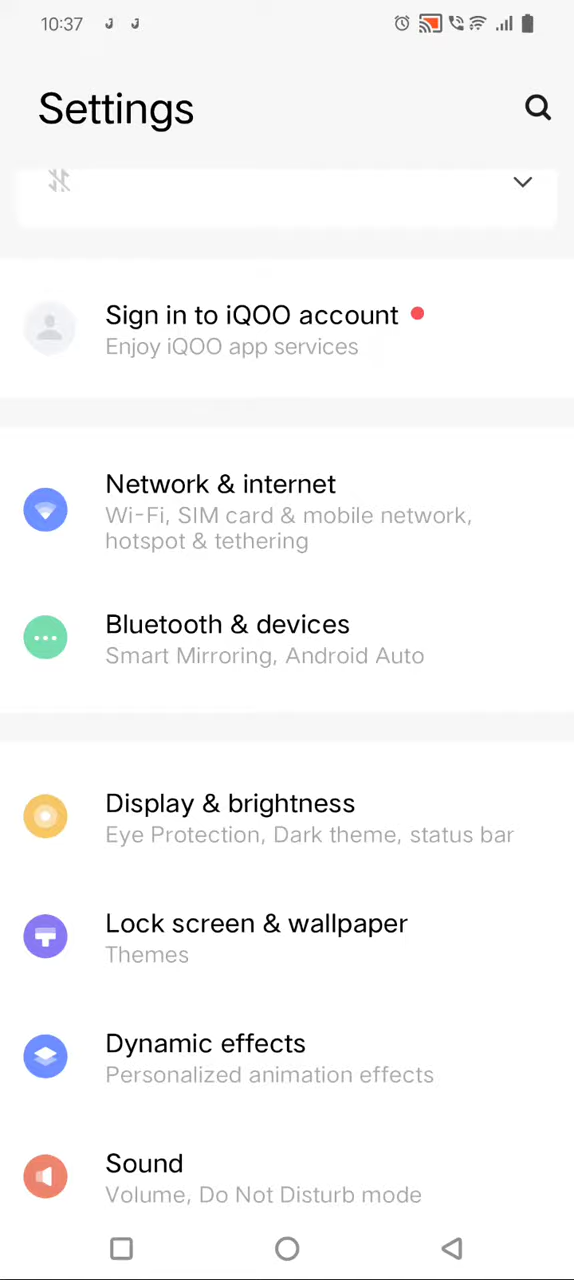 10:37
Settings
Sign in to iQOO account
Enjoy iQOO app services
Network & internet
Wi-Fi, SIM card & mobile network,
hotspot & tethering
Bluetooth & devices
Smart Mirroring, Android Auto
Display & brightness
Eye Protection, Dark theme, status bar
Lock screen & wallpaper
Themes
Dynamic effects
Personalized animation effects
Sound
Volume, Do Not Disturb mode